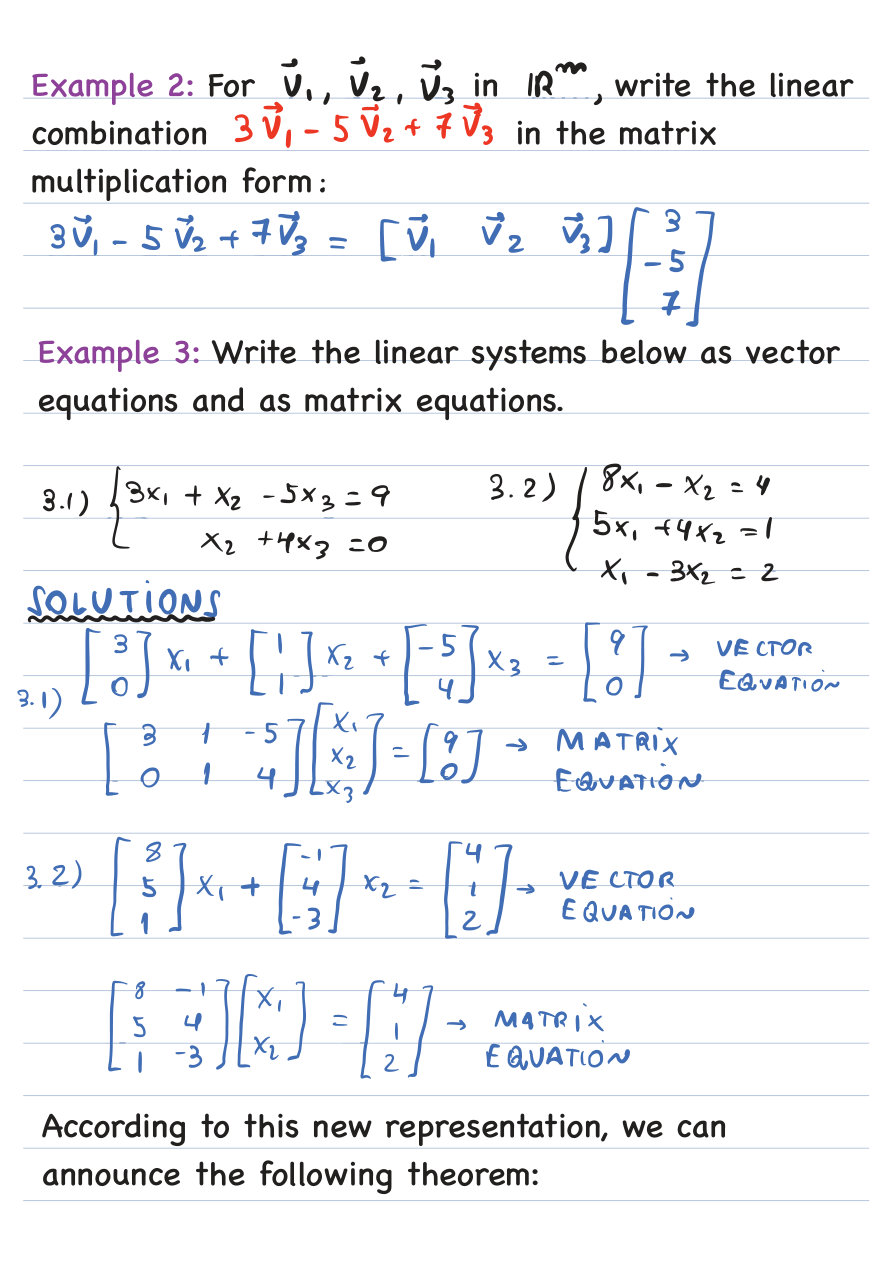 Example 2: For v⃗₁, v⃗₂, v⃗₃ in ℝᵐ, write the linear
combination 3v⃗₁ - 5v⃗₂ + 7v⃗₃ in the matrix
multiplication form:
3v⃗₁ - 5v⃗₂ + 7v⃗₃ = [v⃗₁ v⃗₂ v⃗₃] [3; -5; 7]
Example 3: Write the linear systems below as vector
equations and as matrix equations.
3.1) { 3x₁ + x₂ - 5x₃ = 9
x₂ + 4x₃ = 0
3.2) { 8x₁ - x₂ = 4
5x₁ + 4x₂ = 1
x₁ - 3x₂ = 2
SOLUTIONS
3.1) [3; 0] x₁ + [1; 1] x₂ + [-5; 4] x₃ = [9; 0] → VECTOR EQUATION
[3 1 -5; 0 1 4] [x₁; x₂; x₃] = [9; 0] → MATRIX EQUATION
3.2) [8; 5; 1] x₁ + [-1; 4; -3] x₂ = [4; 1; 2] → VECTOR EQUATION
[8 -1; 5 4; 1 -3] [x₁; x₂] = [4; 1; 2] → MATRIX EQUATION
According to this new representation, we can
announce the following theorem: